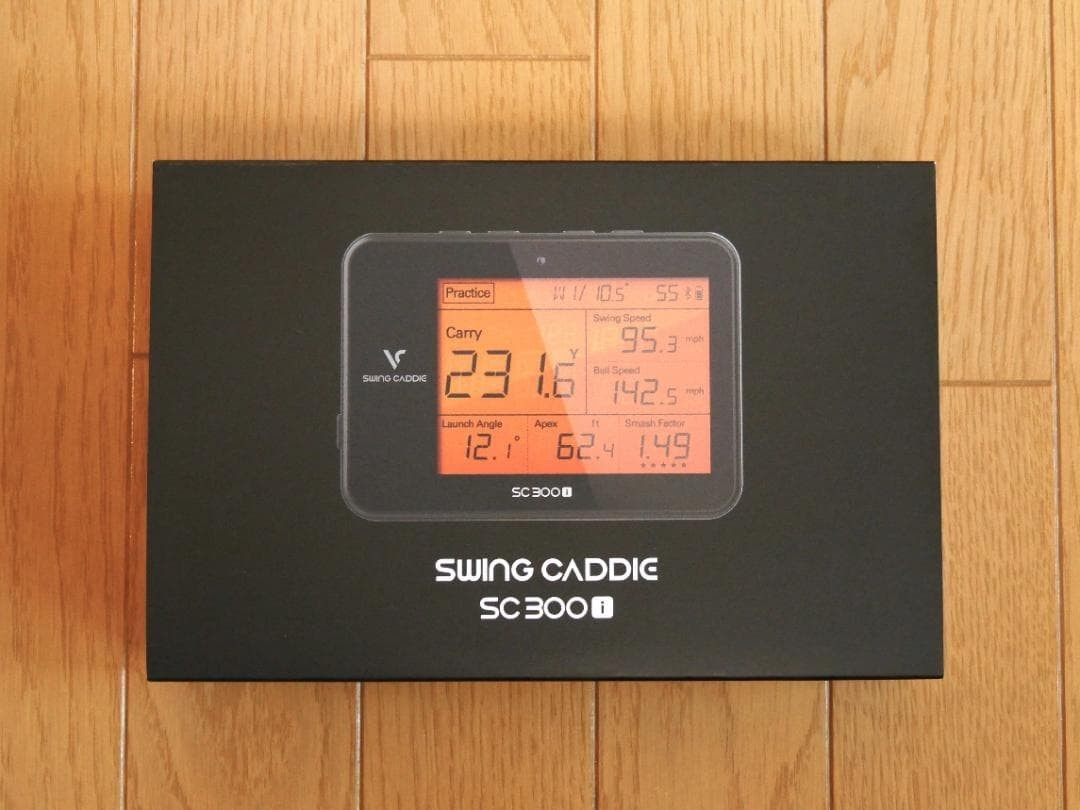 Practice W1/ 10.5° 55
Carry
231.6 Y
Swing Speed
95.3 mph
Ball Speed
142.5 mph
Launch Angle
12.1°
Apex ft
62.4
Smash Factor
1.49
★★★★★
SWING CADDIE
SC300i
SWING CADDIE
SC300i